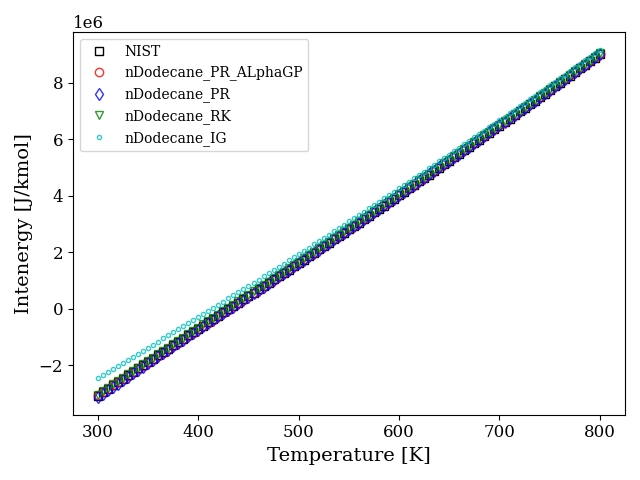 1e6
NIST
nDodecane_PR_ALphaGP
nDodecane_PR
nDodecane_RK
nDodecane_IG
8
6
4
2
0
−2
Intenergy [J/kmol]
300 400 500 600 700 800
Temperature [K]